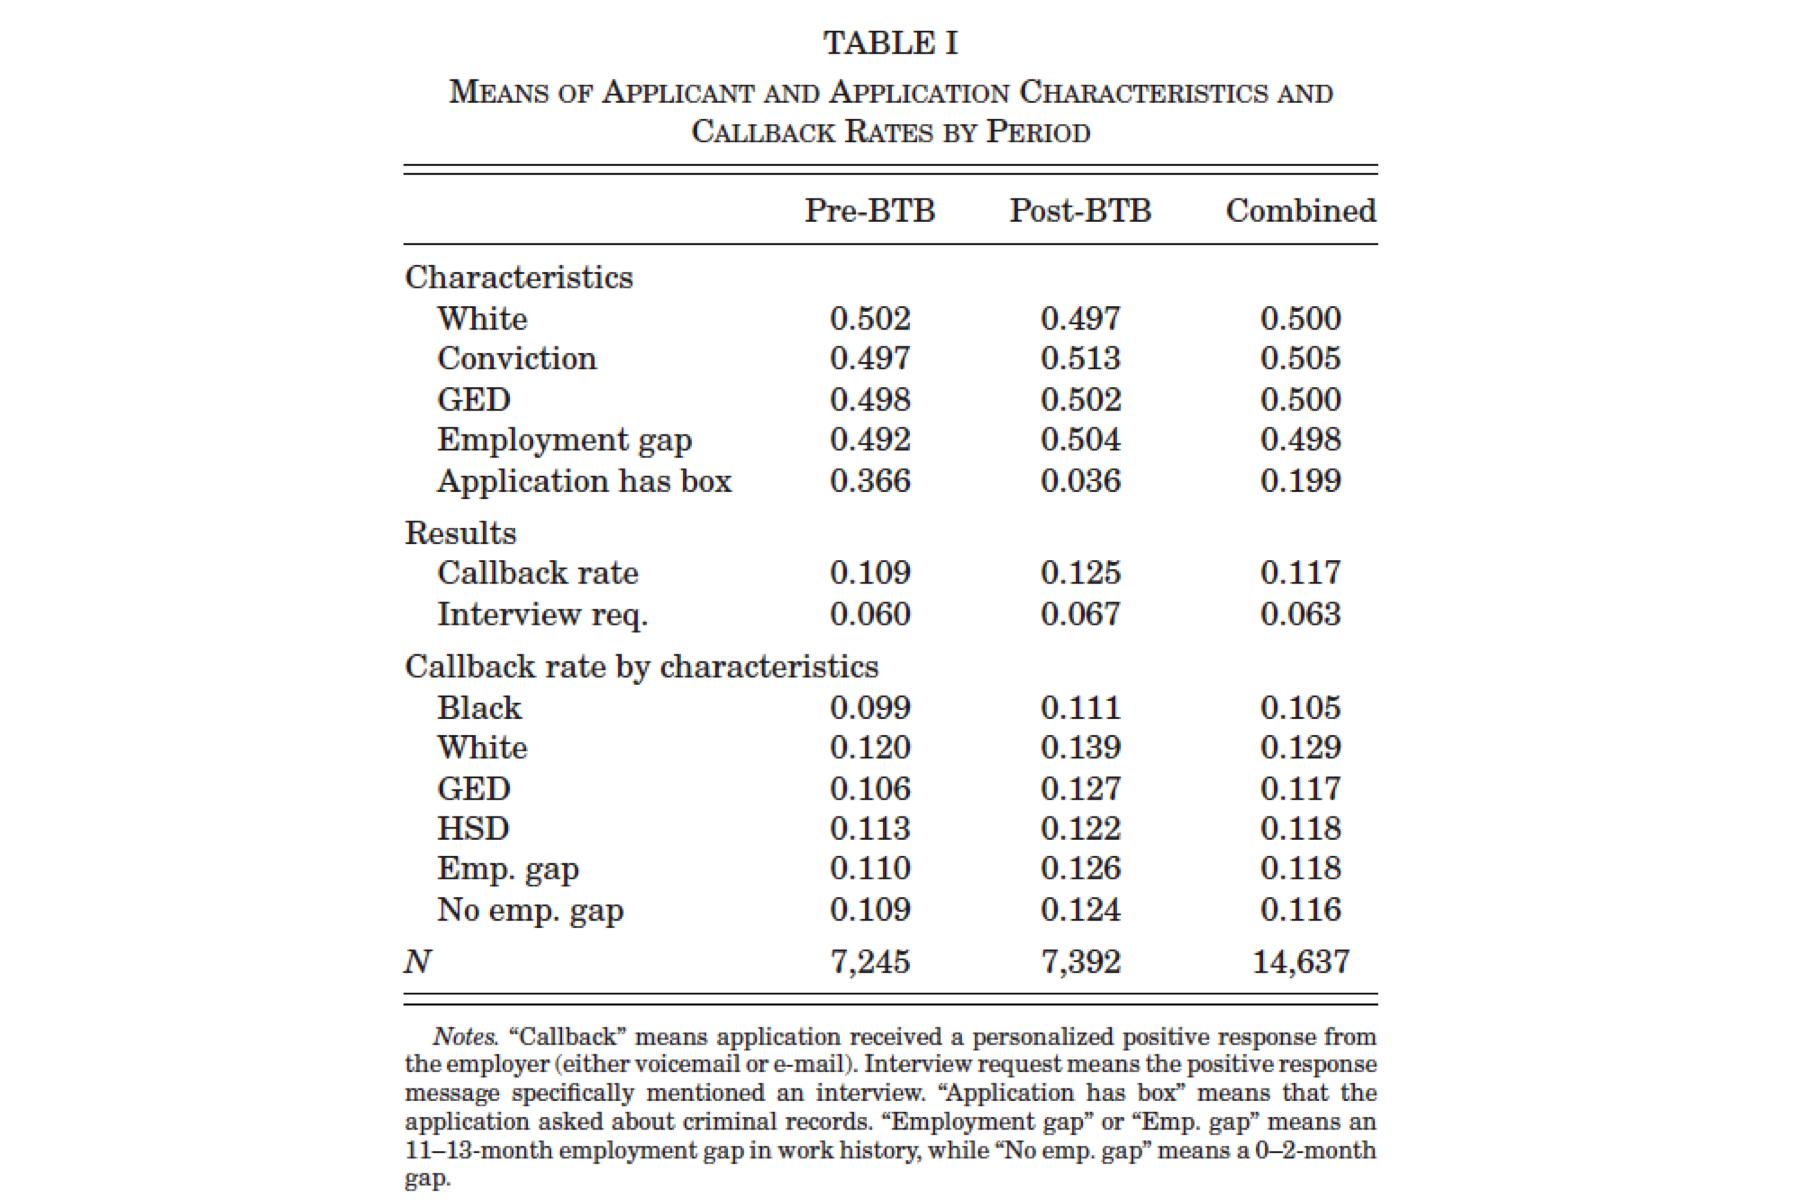 TABLE I
MEANS OF APPLICANT AND APPLICATION CHARACTERISTICS AND
CALLBACK RATES BY PERIOD
Pre-BTB Post-BTB Combined
Characteristics
White 0.502 0.497 0.500
Conviction 0.497 0.513 0.505
GED 0.498 0.502 0.500
Employment gap 0.492 0.504 0.498
Application has box 0.366 0.036 0.199
Results
Callback rate 0.109 0.125 0.117
Interview req. 0.060 0.067 0.063
Callback rate by characteristics
Black 0.099 0.111 0.105
White 0.120 0.139 0.129
GED 0.106 0.127 0.117
HSD 0.113 0.122 0.118
Emp. gap 0.110 0.126 0.118
No emp. gap 0.109 0.124 0.116
N 7,245 7,392 14,637
Notes. “Callback” means application received a personalized positive response from
the employer (either voicemail or e-mail). Interview request means the positive response
message specifically mentioned an interview. “Application has box” means that the
application asked about criminal records. “Employment gap” or “Emp. gap” means an
11–13-month employment gap in work history, while “No emp. gap” means a 0–2-month
gap.